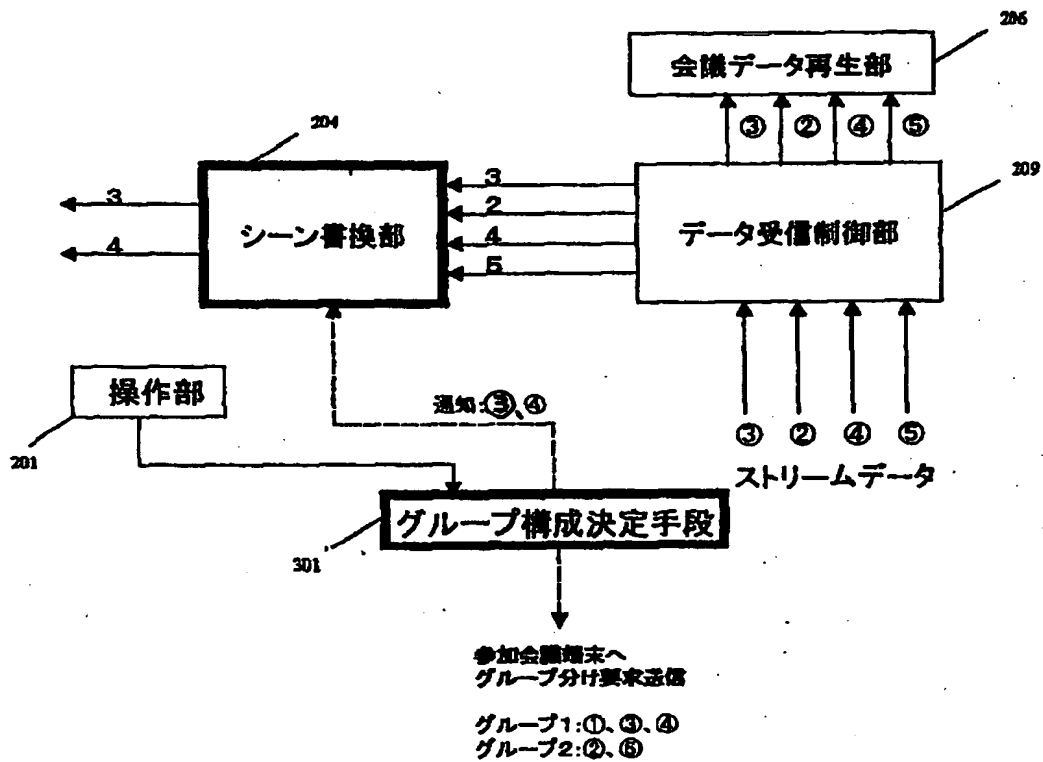 206
会議データ再生部
③ ② ④ ⑤
204
209
3
3
2
シーン書換部
データ受信制御部
4
4
5
操作部
通知:③、④
201
③ ② ④ ⑤
ストリームデータ
グループ構成決定手段
301
参加会議端末へ
グループ分け要求送信
グループ1:①、③、④
グループ2:②、⑤